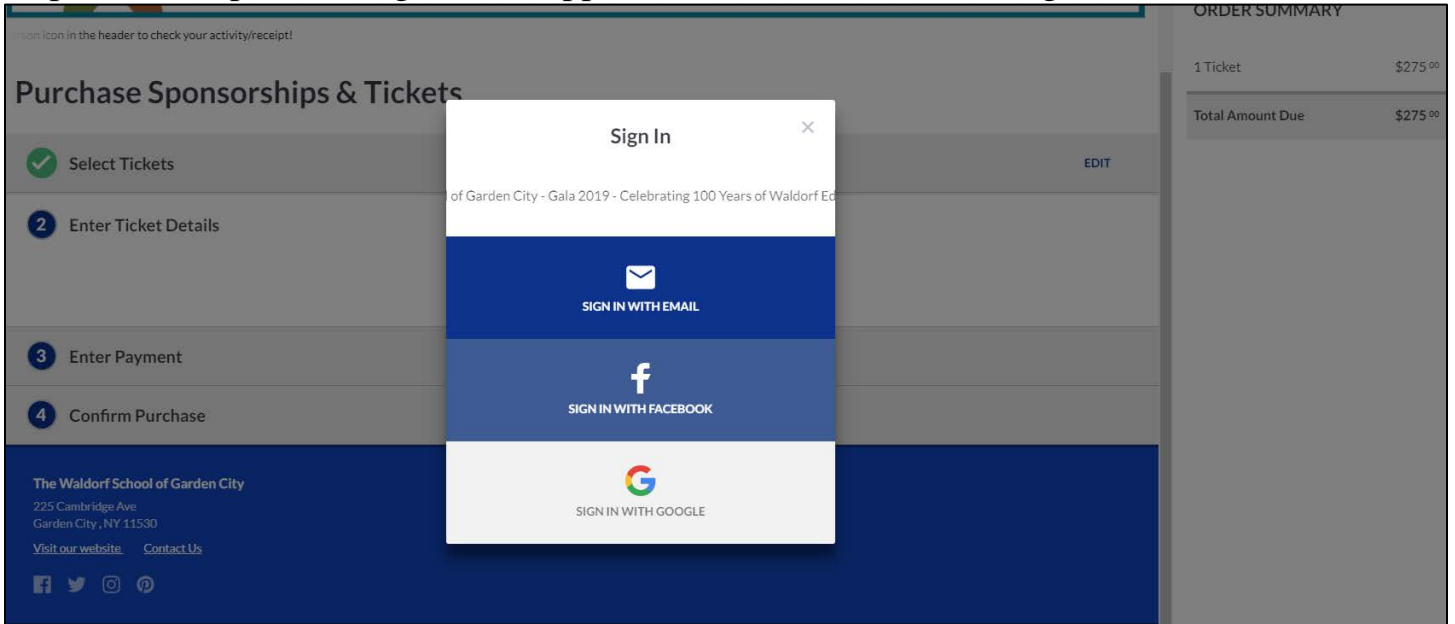 ORDER SUMMARY
icon in the header to check your activity/receipt!
1 Ticket $275 00
Purchase Sponsorships & Tickets
Total Amount Due $275 00
Sign In
Select Tickets
EDIT
of Garden City - Gala 2019 - Celebrating 100 Years of Waldorf Ed
2 Enter Ticket Details
SIGN IN WITH EMAIL
3 Enter Payment
SIGN IN WITH FACEBOOK
4 Confirm Purchase
SIGN IN WITH GOOGLE
The Waldorf School of Garden City
225 Cambridge Ave
Garden City , NY 11530
Visit our website Contact Us